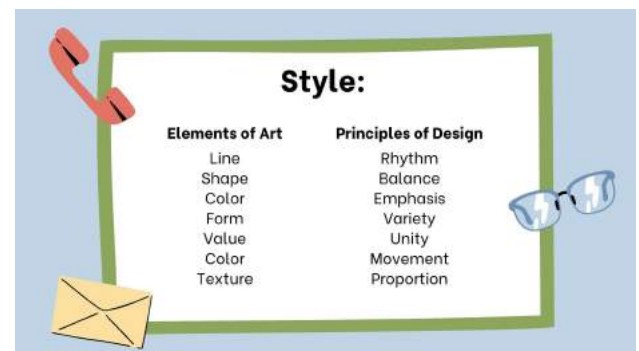 Style:
Elements of Art
Line
Shape
Color
Form
Value
Color
Texture
Principles of Design
Rhythm
Balance
Emphasis
Variety
Unity
Movement
Proportion